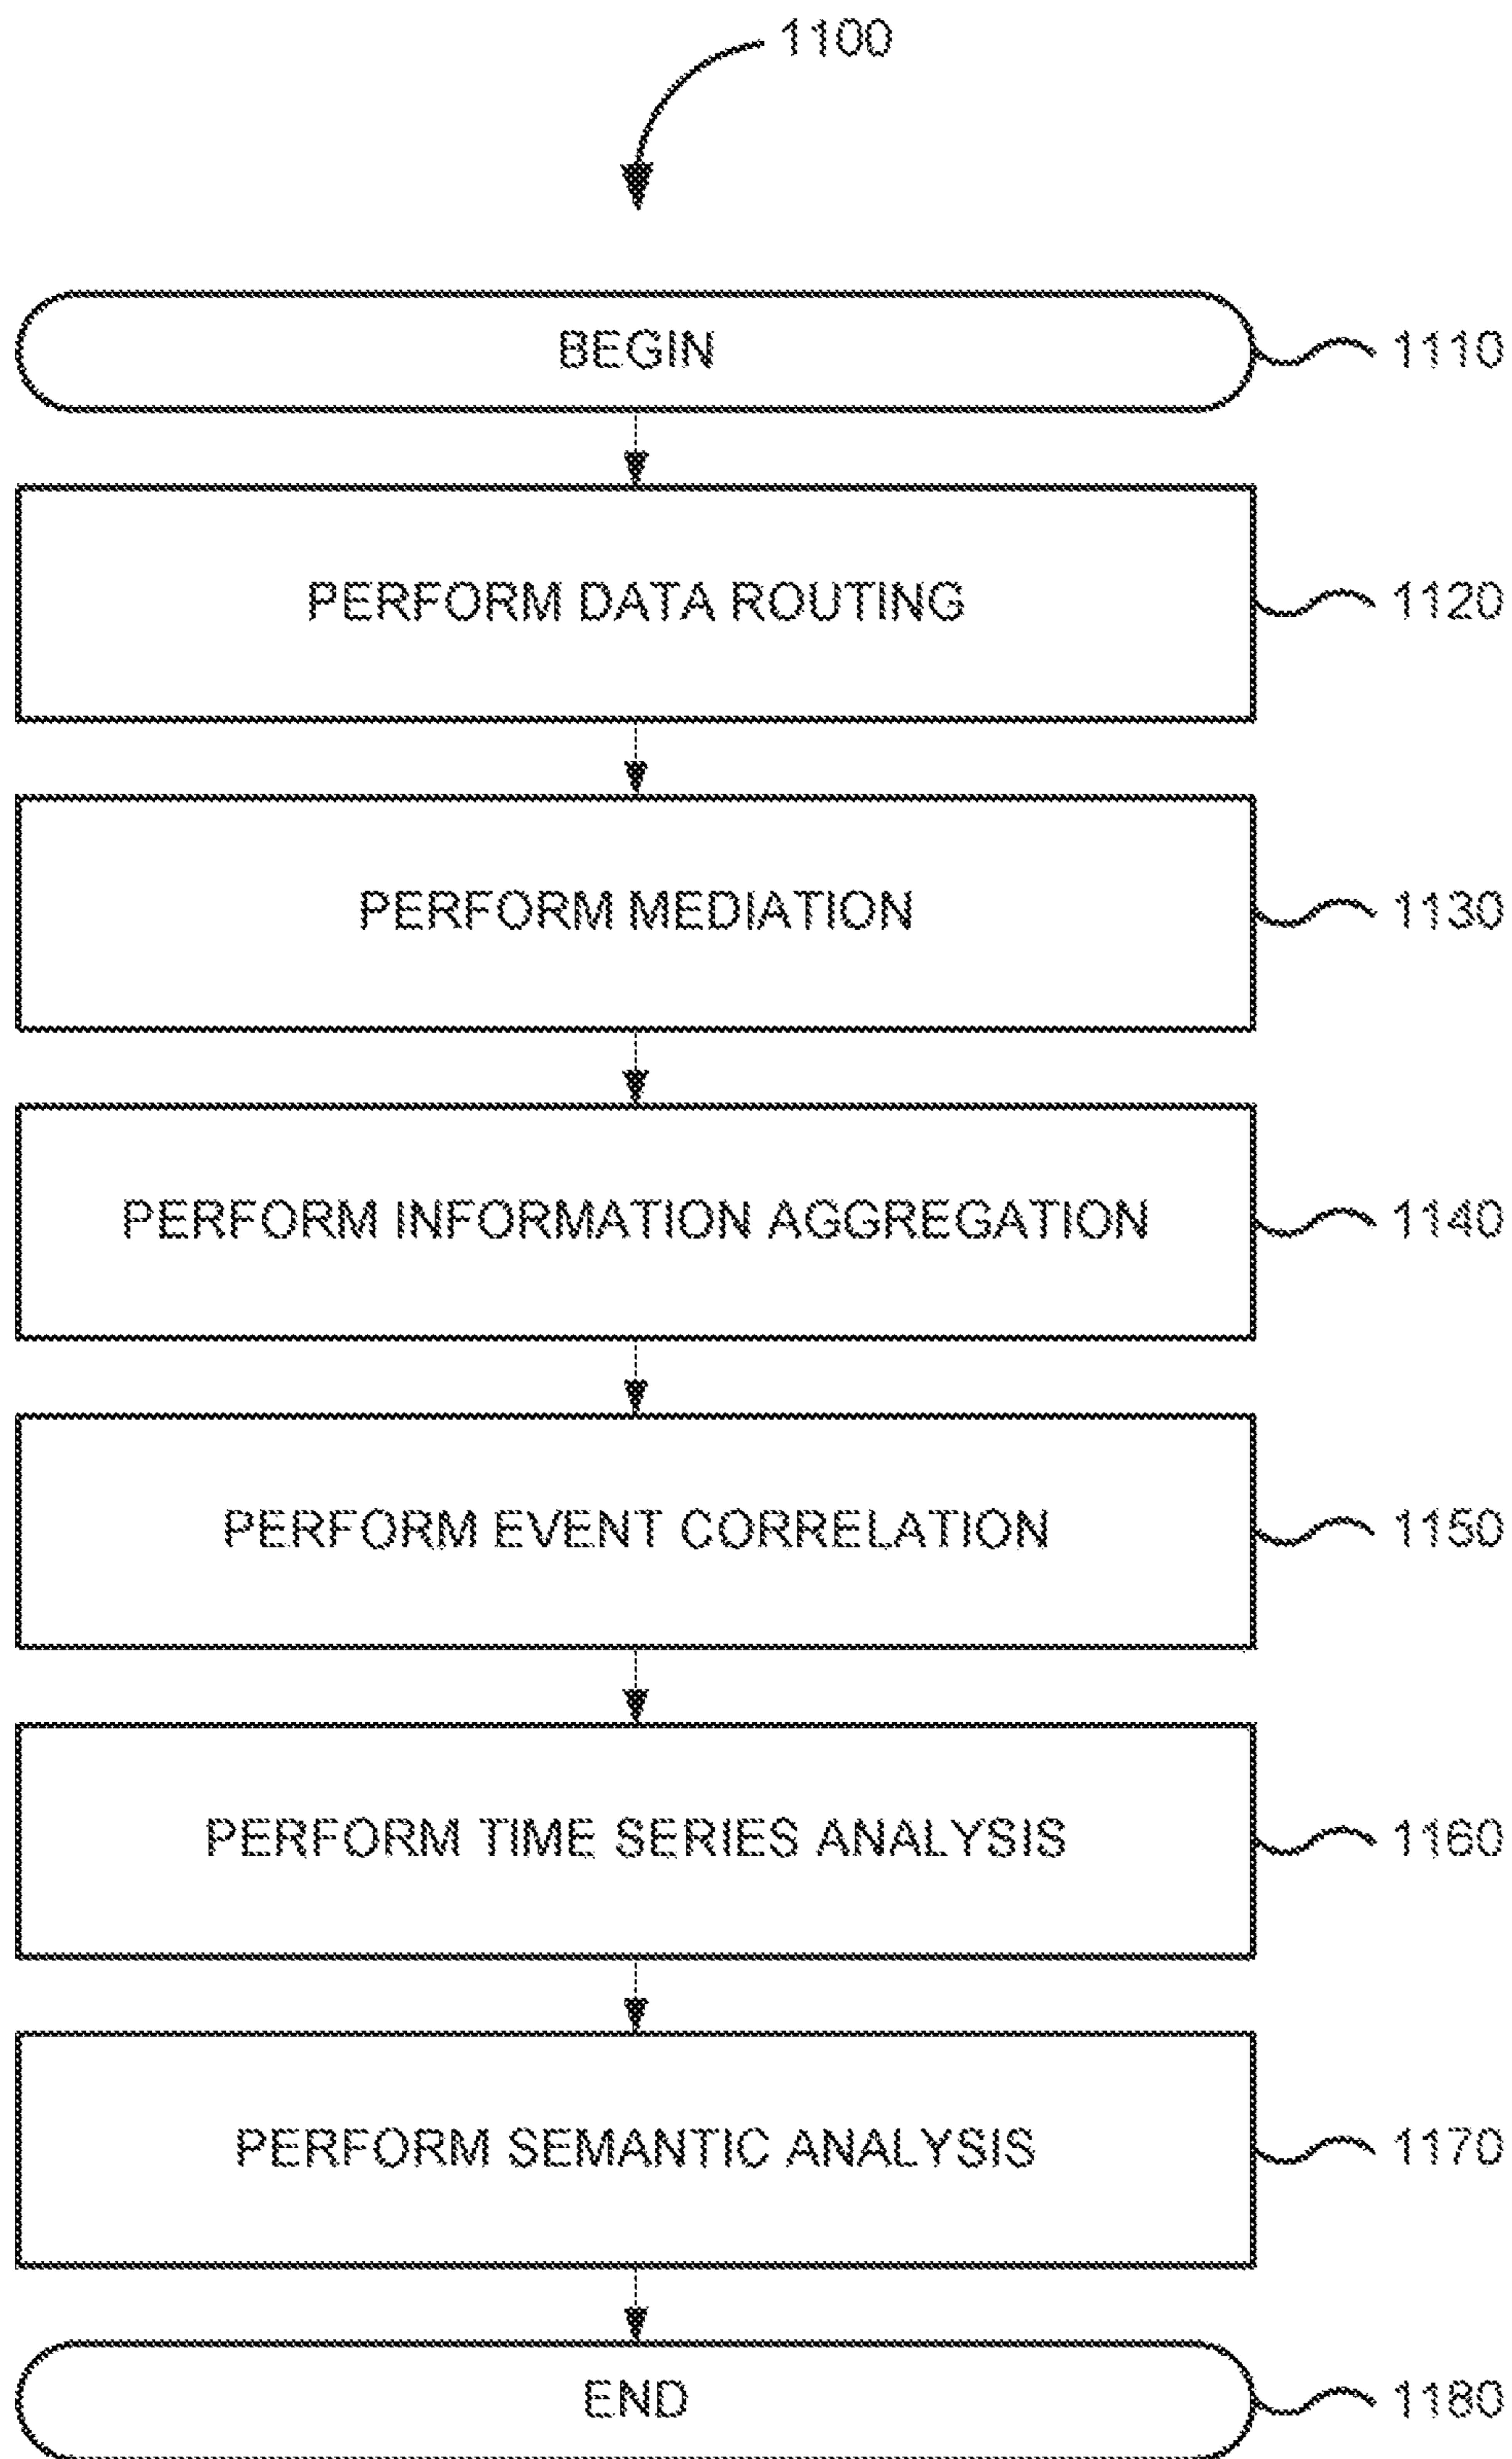 1100
BEGIN 1110
PERFORM DATA ROUTING 1120
PERFORM MEDIATION 1130
PERFORM INFORMATION AGGREGATION 1140
PERFORM EVENT CORRELATION 1150
PERFORM TIME SERIES ANALYSIS 1160
PERFORM SEMANTIC ANALYSIS 1170
END 1180